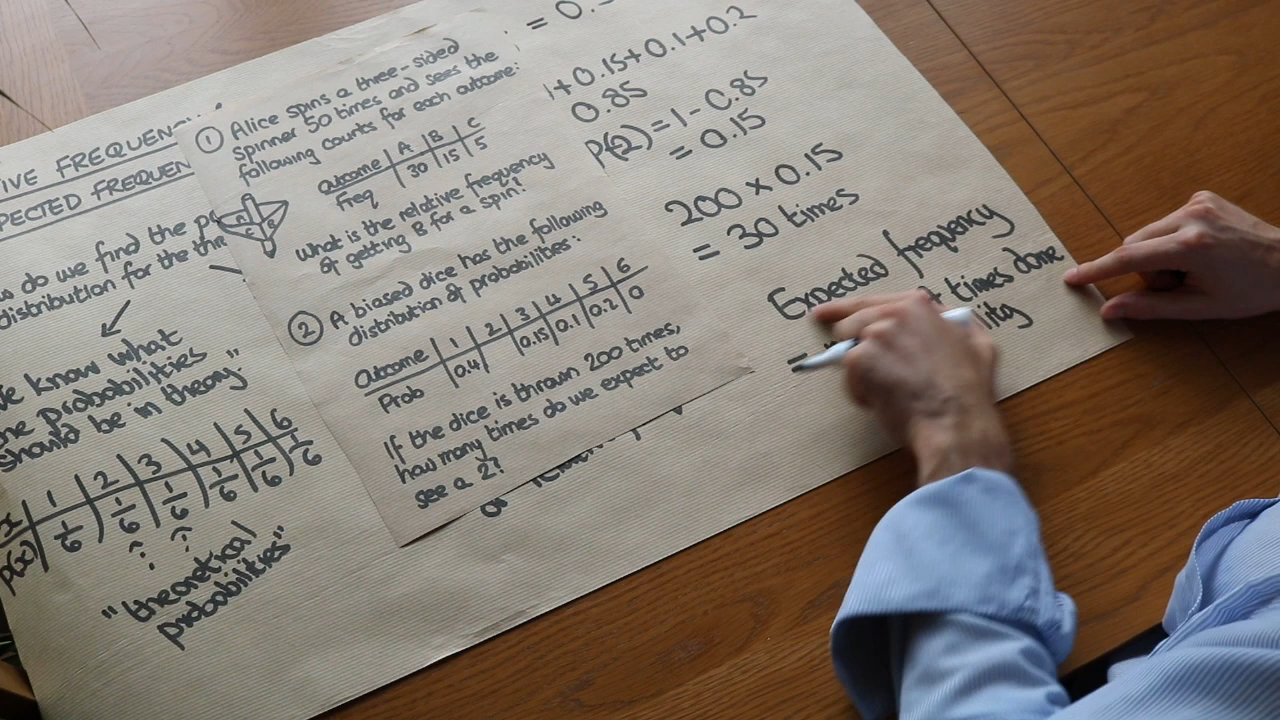 FREQUENCY
FREQUEN
do we find the
distribution for the
know what
the probabilities
should be in theory."
x | 1 | 2 | 3 | 4 | 5 | 6
P(x) | 1/6 | 1/6 | 1/6 | 1/6 | 1/6 | 1/6
"theoretical
probabilities"
① Alice spins a three-sided
spinner 50 times and sees the
following counts for each outcome:
Outcome | A | B | C
Freq | 30 | 15 | 5
What is the relative frequency
of getting B for a spin?
② A biased dice has the following
distribution of probabilites:
Outcome | 1 | 2 | 3 | 4 | 5 | 6
Prob | 0.4 | | 0.15 | 0.1 | 0.2 | 0
If the dice is thrown 200 times,
how many times do we expect to
see a 2?
= 0.
+0.15+0.1+0.2
0.85
P(2) = 1-0.85
= 0.15
200 × 0.15
= 30 times
Expected frequency
= times done